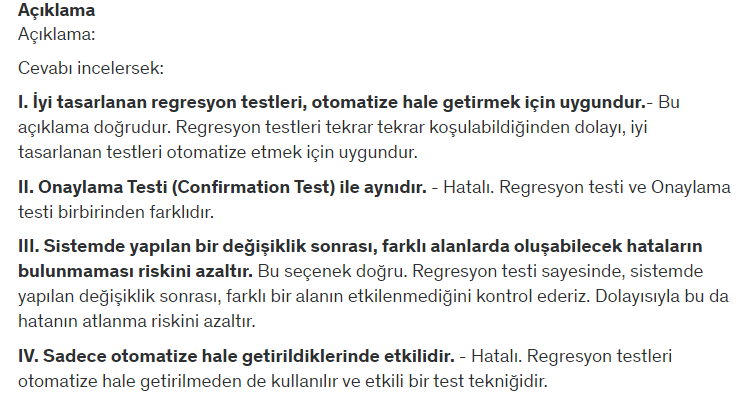 Açıklama
Açıklama:
Cevabı incelersek:
I. İyi tasarlanan regresyon testleri, otomatize hale getirmek için uygundur.- Bu
açıklama doğrudur. Regresyon testleri tekrar tekrar koşulabildiğinden dolayı, iyi
tasarlanan testleri otomatize etmek için uygundur.
II. Onaylama Testi (Confirmation Test) ile aynıdır. - Hatalı. Regresyon testi ve Onaylama
testi birbirinden farklıdır.
III. Sistemde yapılan bir değişiklik sonrası, farklı alanlarda oluşabilecek hataların
bulunmaması riskini azaltır. Bu seçenek doğru. Regresyon testi sayesinde, sistemde
yapılan değişiklik sonrası, farklı bir alanın etkilenmediğini kontrol ederiz. Dolayısıyla bu da
hatanın atlanma riskini azaltır.
IV. Sadece otomatize hale getirildiklerinde etkilidir. - Hatalı. Regresyon testleri
otomatize hale getirilmeden de kullanılır ve etkili bir test tekniğidir.